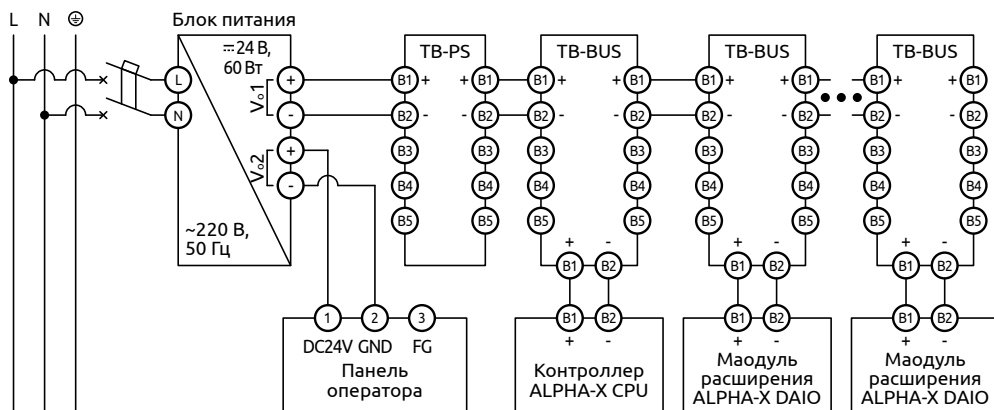 L N
Блок питания
24 В,
60 Вт
TB-PS
TB-BUS
TB-BUS
TB-BUS
L
N
+
-
Vо1
+
-
Vо2
~220 В,
50 Гц
B1 + B1
B2 - B2
B3 B3
B4 B4
B5 B5
B1 + B1
B2 - B2
B3 B3
B4 B4
B5 B5
+ -
B1 B2
B1 + B1
B2 - B2
B3 B3
B4 B4
B5 B5
+ -
B1 B2
B1 + B1
B2 - B2
B3 B3
B4 B4
B5 B5
+ -
B1 B2
1 2 3
DC24V GND FG
Панель
оператора
B1 B2
+ -
Контроллер
ALPHA-X CPU
B1 B2
+ -
Маодуль
расширения
ALPHA-X DAIO
B1 B2
+ -
Маодуль
расширения
ALPHA-X DAIO